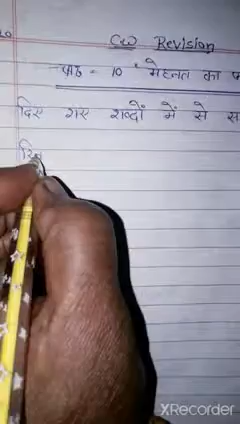 CW Revision
पाठ = 10 : मेहनत का
दिए गए शब्दों में से
XRecorder